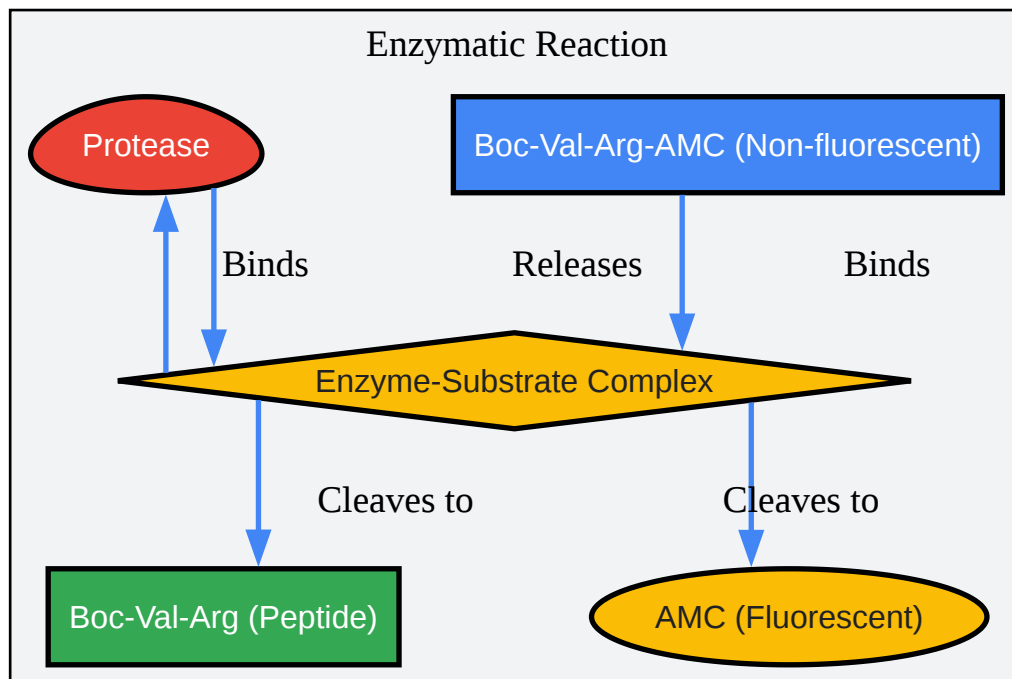 Enzymatic Reaction
Protease
Boc-Val-Arg-AMC (Non-fluorescent)
Binds
Releases
Binds
Enzyme-Substrate Complex
Cleaves to
Cleaves to
Boc-Val-Arg (Peptide)
AMC (Fluorescent)